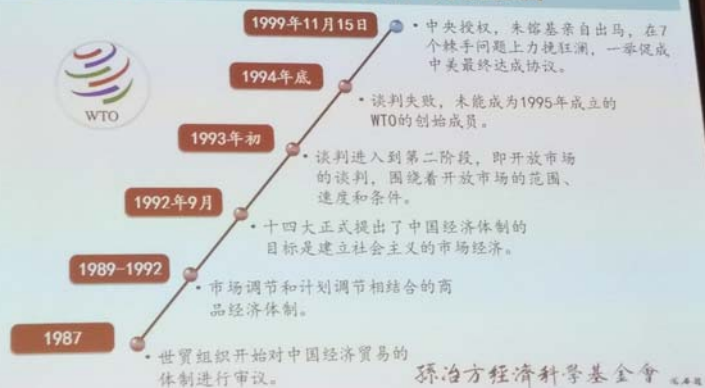 1999年11月15日
中央授权，朱镕基亲自出马，在7
个棘手问题上力挽狂澜，一举促成
中美最终达成协议。
WTO
1994年底
谈判失败，未能成为1995年成立的
WTO的创始成员。
1993年初
谈判进入到第二阶段，即开放市场
的谈判，围绕着开放市场的范围、
速度和条件。
1992年9月
十四大正式提出了中国经济体制的
目标是建立社会主义的市场经济。
1989-1992
市场调节和计划调节相结合的商
品经济体制。
1987
世贸组织开始对中国经济贸易的
体制进行审议。
孫冶方經濟科學基金會